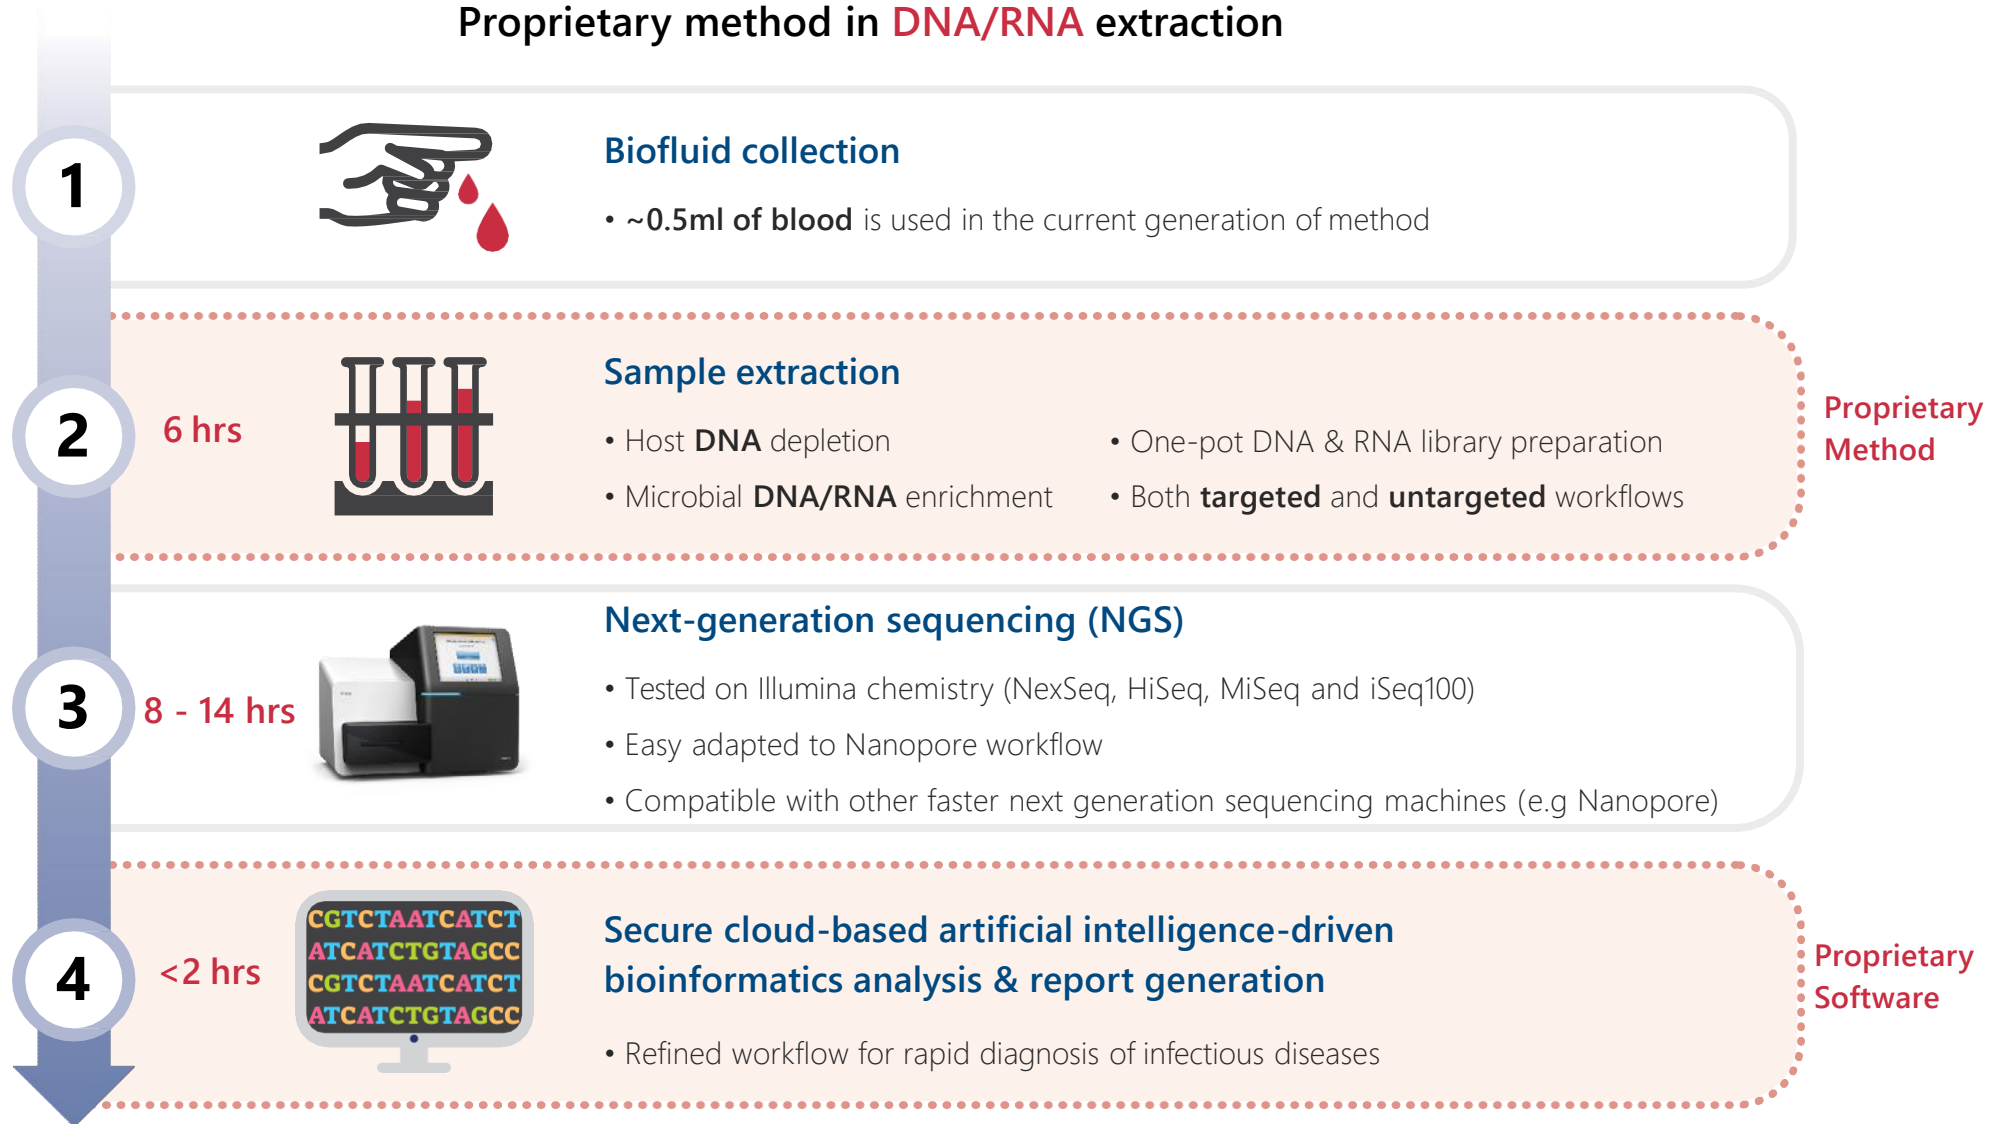 Proprietary method in DNA/RNA extraction
1
Biofluid collection
• ~0.5ml of blood is used in the current generation of method
2
6 hrs
Sample extraction
• Host DNA depletion
• Microbial DNA/RNA enrichment
• One-pot DNA & RNA library preparation
• Both targeted and untargeted workflows
Proprietary
Method
3
8 - 14 hrs
Next-generation sequencing (NGS)
• Tested on Illumina chemistry (NexSeq, HiSeq, MiSeq and iSeq100)
• Easy adapted to Nanopore workflow
• Compatible with other faster next generation sequencing machines (e.g Nanopore)
4
<2 hrs
CGTCTAATCATCT
ATCATCTGTAGCC
CGTCTAATCATCT
ATCATCTGTAGCC
Secure cloud-based artificial intelligence-driven
bioinformatics analysis & report generation
• Refined workflow for rapid diagnosis of infectious diseases
Proprietary
Software